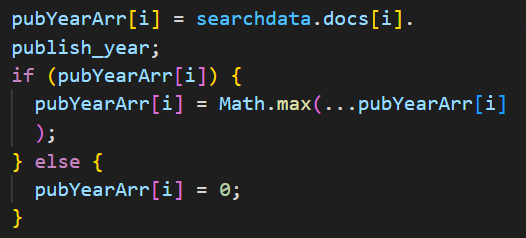 pubYearArr[i] = searchdata.docs[i].
publish_year;
if (pubYearArr[i]) {
  pubYearArr[i] = Math.max(...pubYearArr[i]
  );
} else {
  pubYearArr[i] = 0;
}